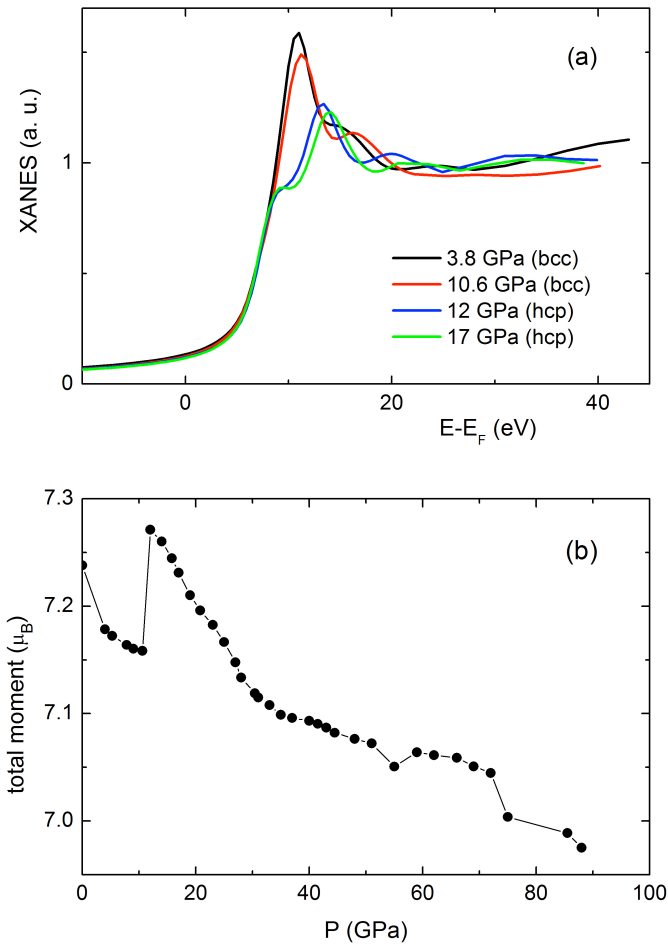 (a)
XANES (a. u.)
1
0
3.8 GPa (bcc)
10.6 GPa (bcc)
12 GPa (hcp)
17 GPa (hcp)
0 20 40
E-E_F (eV)
7.3
(b)
7.2
total moment (μ_B)
7.1
7.0
0 20 40 60 80 100
P (GPa)